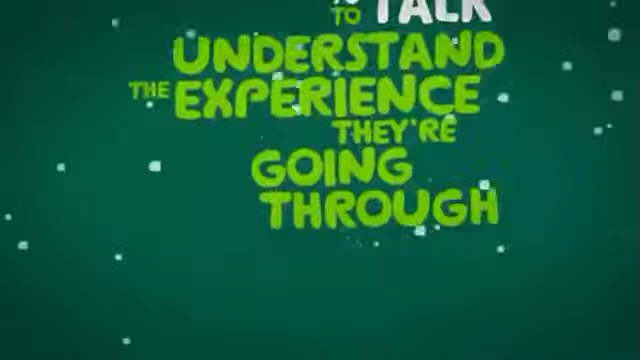 TO TALK
UNDERSTAND
THE EXPERIENCE
THEY'RE
GOING
THROUGH